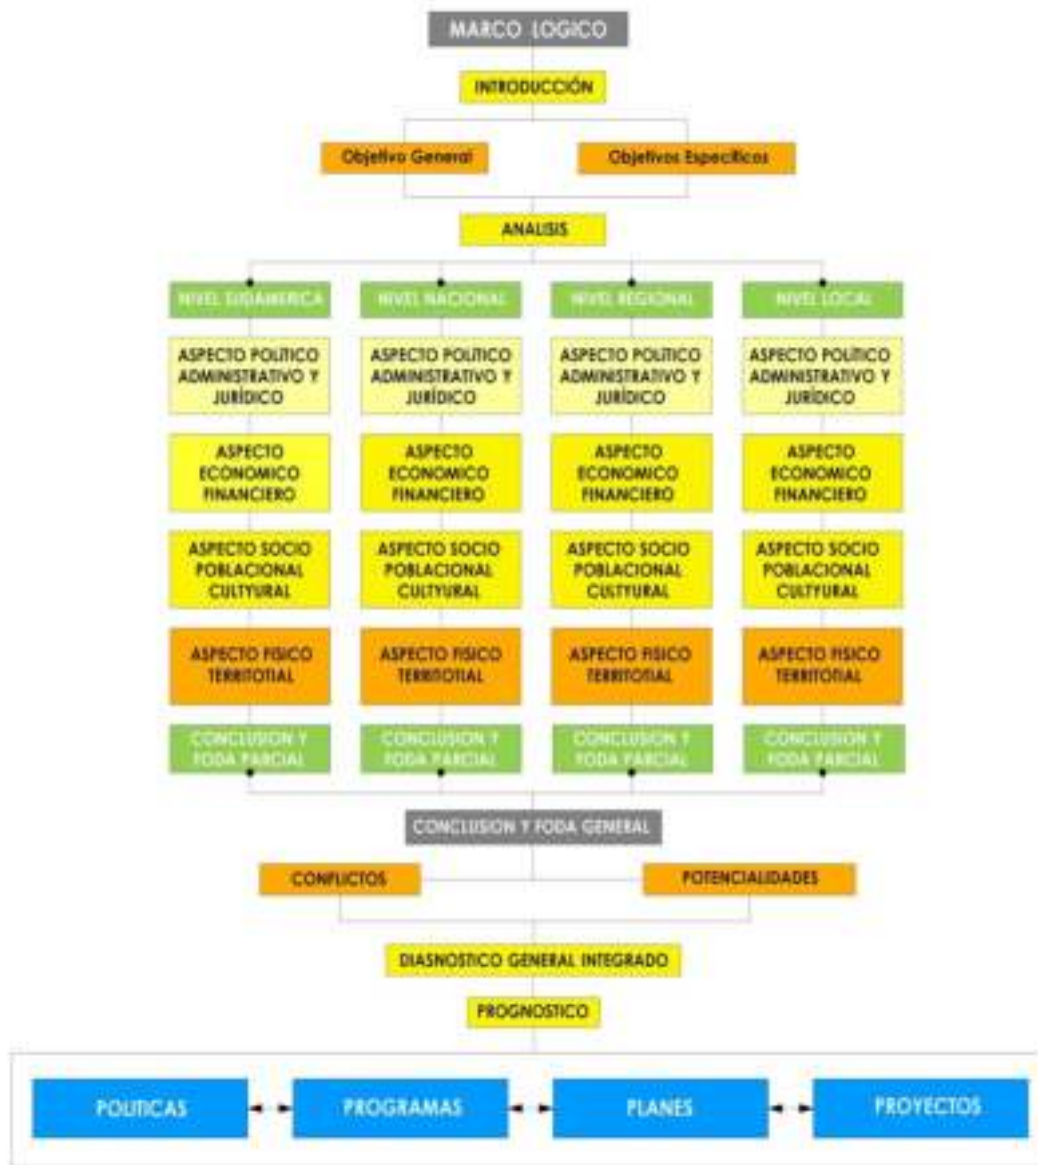 MARCO LOGICO
INTRODUCCIÓN
Objetivo General
Objetivos Específicos
ANALISIS
NIVEL SUDAMERICA
NIVEL NACIONAL
NIVEL REGIONAL
NIVEL LOCAL
ASPECTO POLÍTICO
ADMINISTRATIVO Y
JURÍDICO
ASPECTO POLÍTICO
ADMINISTRATIVO Y
JURÍDICO
ASPECTO POLÍTICO
ADMINISTRATIVO Y
JURÍDICO
ASPECTO POLÍTICO
ADMINISTRATIVO Y
JURÍDICO
ASPECTO
ECONOMICO
FINANCIERO
ASPECTO
ECONOMICO
FINANCIERO
ASPECTO
ECONOMICO
FINANCIERO
ASPECTO
ECONOMICO
FINANCIERO
ASPECTO SOCIO
POBLACIONAL
CULTYURAL
ASPECTO SOCIO
POBLACIONAL
CULTYURAL
ASPECTO SOCIO
POBLACIONAL
CULTYURAL
ASPECTO SOCIO
POBLACIONAL
CULTYURAL
ASPECTO FISICO
TERRITOTIAL
ASPECTO FISICO
TERRITOTIAL
ASPECTO FISICO
TERRITOTIAL
ASPECTO FISICO
TERRITOTIAL
CONCLUSION Y
FODA PARCIAL
CONCLUSION Y
FODA PARCIAL
CONCLUSION Y
FODA PARCIAL
CONCLUSION Y
FODA PARCIAL
CONCLUSION Y FODA GENERAL
CONFLICTOS
POTENCIALIDADES
DIASNOSTICO GENERAL INTEGRADO
PROGNOSTICO
POLITICAS
PROGRAMAS
PLANES
PROYECTOS